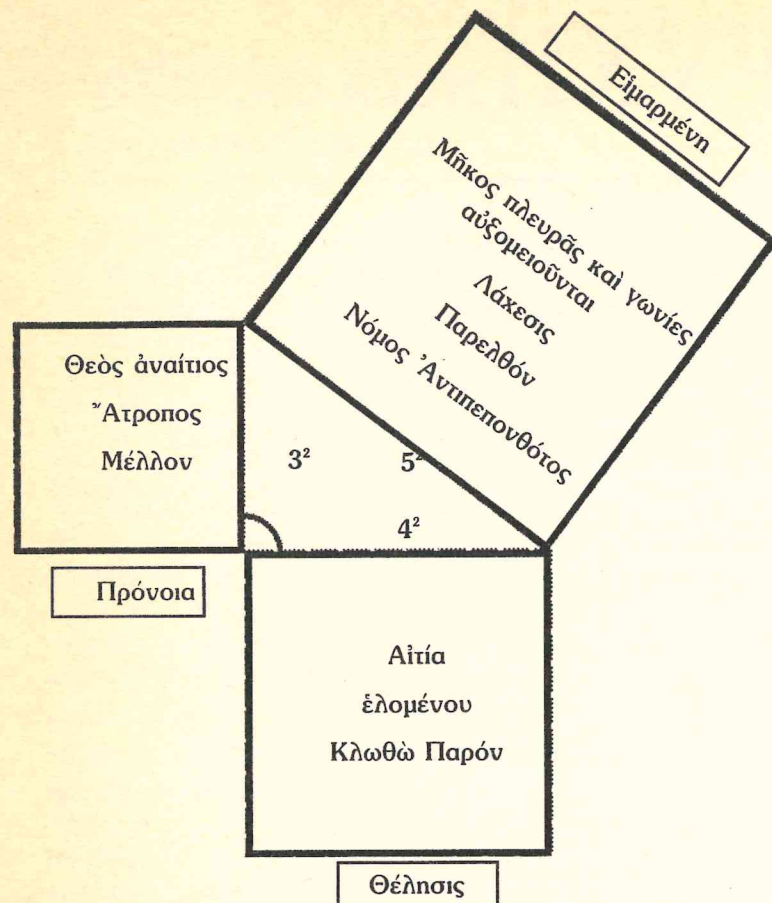 Εἱμαρμένη
Μῆκος πλευρᾶς καὶ γωνίες
αὐξομειοῦνται
Λάχεσις
Παρελθόν
Νόμος Ἀντιπεπονθότος
Θεὸς ἀναίτιος
Ἄτροπος
Μέλλον
3² 5²
4²
Πρόνοια
Αἰτία
ἑλομένου
Κλωθὼ Παρόν
Θέλησις